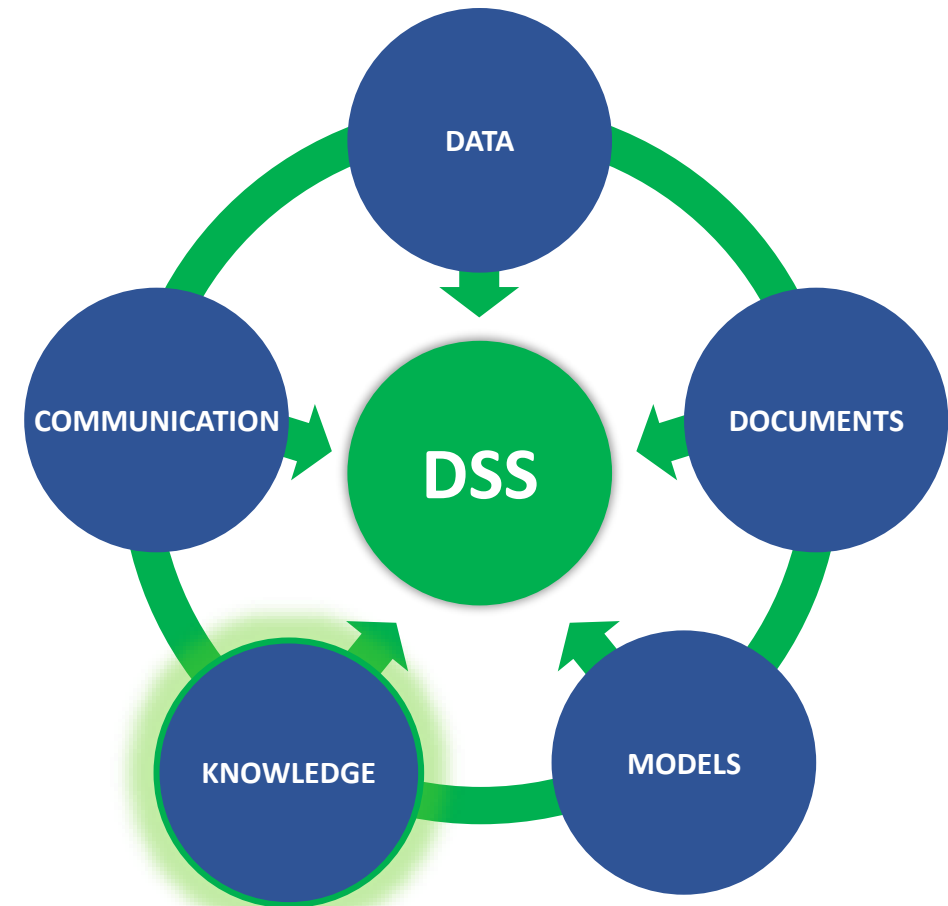 DATA
COMMUNICATION
DOCUMENTS
DSS
KNOWLEDGE
MODELS